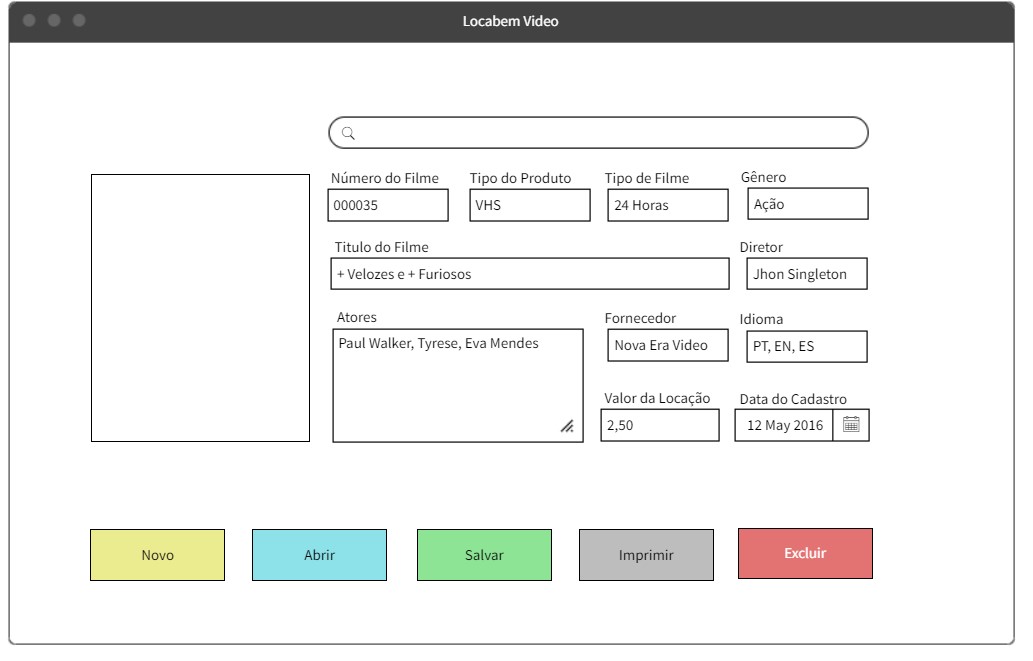 Locabem Video
Número do Filme
Tipo do Produto
Tipo de Filme
Gênero
000035
VHS
24 Horas
Ação
Titulo do Filme
Diretor
+ Velozes e + Furiosos
Jhon Singleton
Atores
Fornecedor
Idioma
Paul Walker, Tyrese, Eva Mendes
Nova Era Video
PT, EN, ES
Valor da Locação
Data do Cadastro
2,50
12 May 2016
Novo
Abrir
Salvar
Imprimir
Excluir